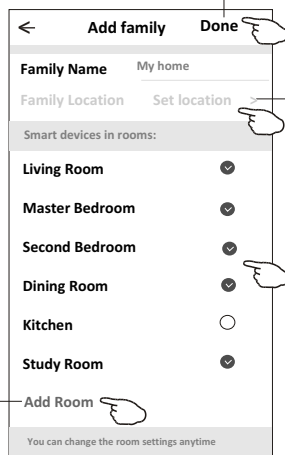 Add family Done
Family Name My home
Family Location Set location >
Smart devices in rooms:
Living Room
Master Bedroom
Second Bedroom
Dining Room
Kitchen
Study Room
Add Room
You can change the room settings anytime